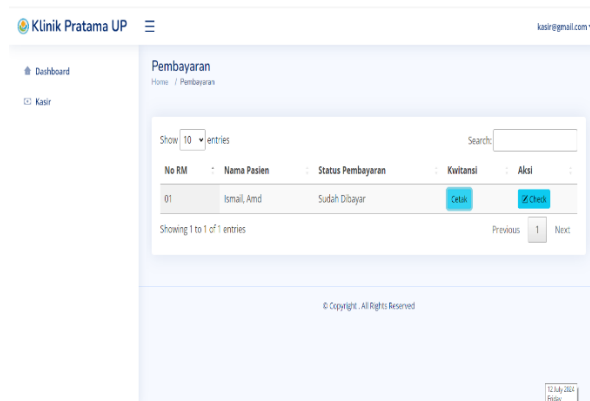 Klinik Pratama UP
kasir@gmail.com
Dashboard
Kasir
Pembayaran
Home / Pembayaran
Show 10 entries
Search:
No RM Nama Pasien Status Pembayaran Kwitansi Aksi
01 Ismail, Amd Sudah Dibayar Cetak Check
Showing 1 to 1 of 1 entries
Previous 1 Next
© Copyright . All Rights Reserved
12 July 2024
Friday